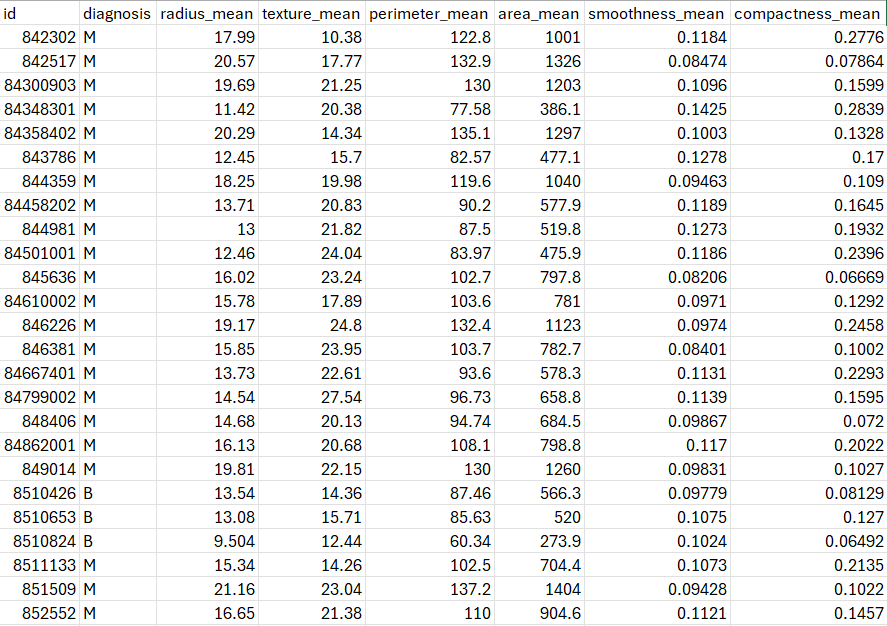 id diagnosis radius_mean texture_mean perimeter_mean area_mean smoothness_mean compactness_mean
842302 M 17.99 10.38 122.8 1001 0.1184 0.2776
842517 M 20.57 17.77 132.9 1326 0.08474 0.07864
84300903 M 19.69 21.25 130 1203 0.1096 0.1599
84348301 M 11.42 20.38 77.58 386.1 0.1425 0.2839
84358402 M 20.29 14.34 135.1 1297 0.1003 0.1328
843786 M 12.45 15.7 82.57 477.1 0.1278 0.17
844359 M 18.25 19.98 119.6 1040 0.09463 0.109
84458202 M 13.71 20.83 90.2 577.9 0.1189 0.1645
844981 M 13 21.82 87.5 519.8 0.1273 0.1932
84501001 M 12.46 24.04 83.97 475.9 0.1186 0.2396
845636 M 16.02 23.24 102.7 797.8 0.08206 0.06669
84610002 M 15.78 17.89 103.6 781 0.0971 0.1292
846226 M 19.17 24.8 132.4 1123 0.0974 0.2458
846381 M 15.85 23.95 103.7 782.7 0.08401 0.1002
84667401 M 13.73 22.61 93.6 578.3 0.1131 0.2293
84799002 M 14.54 27.54 96.73 658.8 0.1139 0.1595
848406 M 14.68 20.13 94.74 684.5 0.09867 0.072
84862001 M 16.13 20.68 108.1 798.8 0.117 0.2022
849014 M 19.81 22.15 130 1260 0.09831 0.1027
8510426 B 13.54 14.36 87.46 566.3 0.09779 0.08129
8510653 B 13.08 15.71 85.63 520 0.1075 0.127
8510824 B 9.504 12.44 60.34 273.9 0.1024 0.06492
8511133 M 15.34 14.26 102.5 704.4 0.1073 0.2135
851509 M 21.16 23.04 137.2 1404 0.09428 0.1022
852552 M 16.65 21.38 110 904.6 0.1121 0.1457